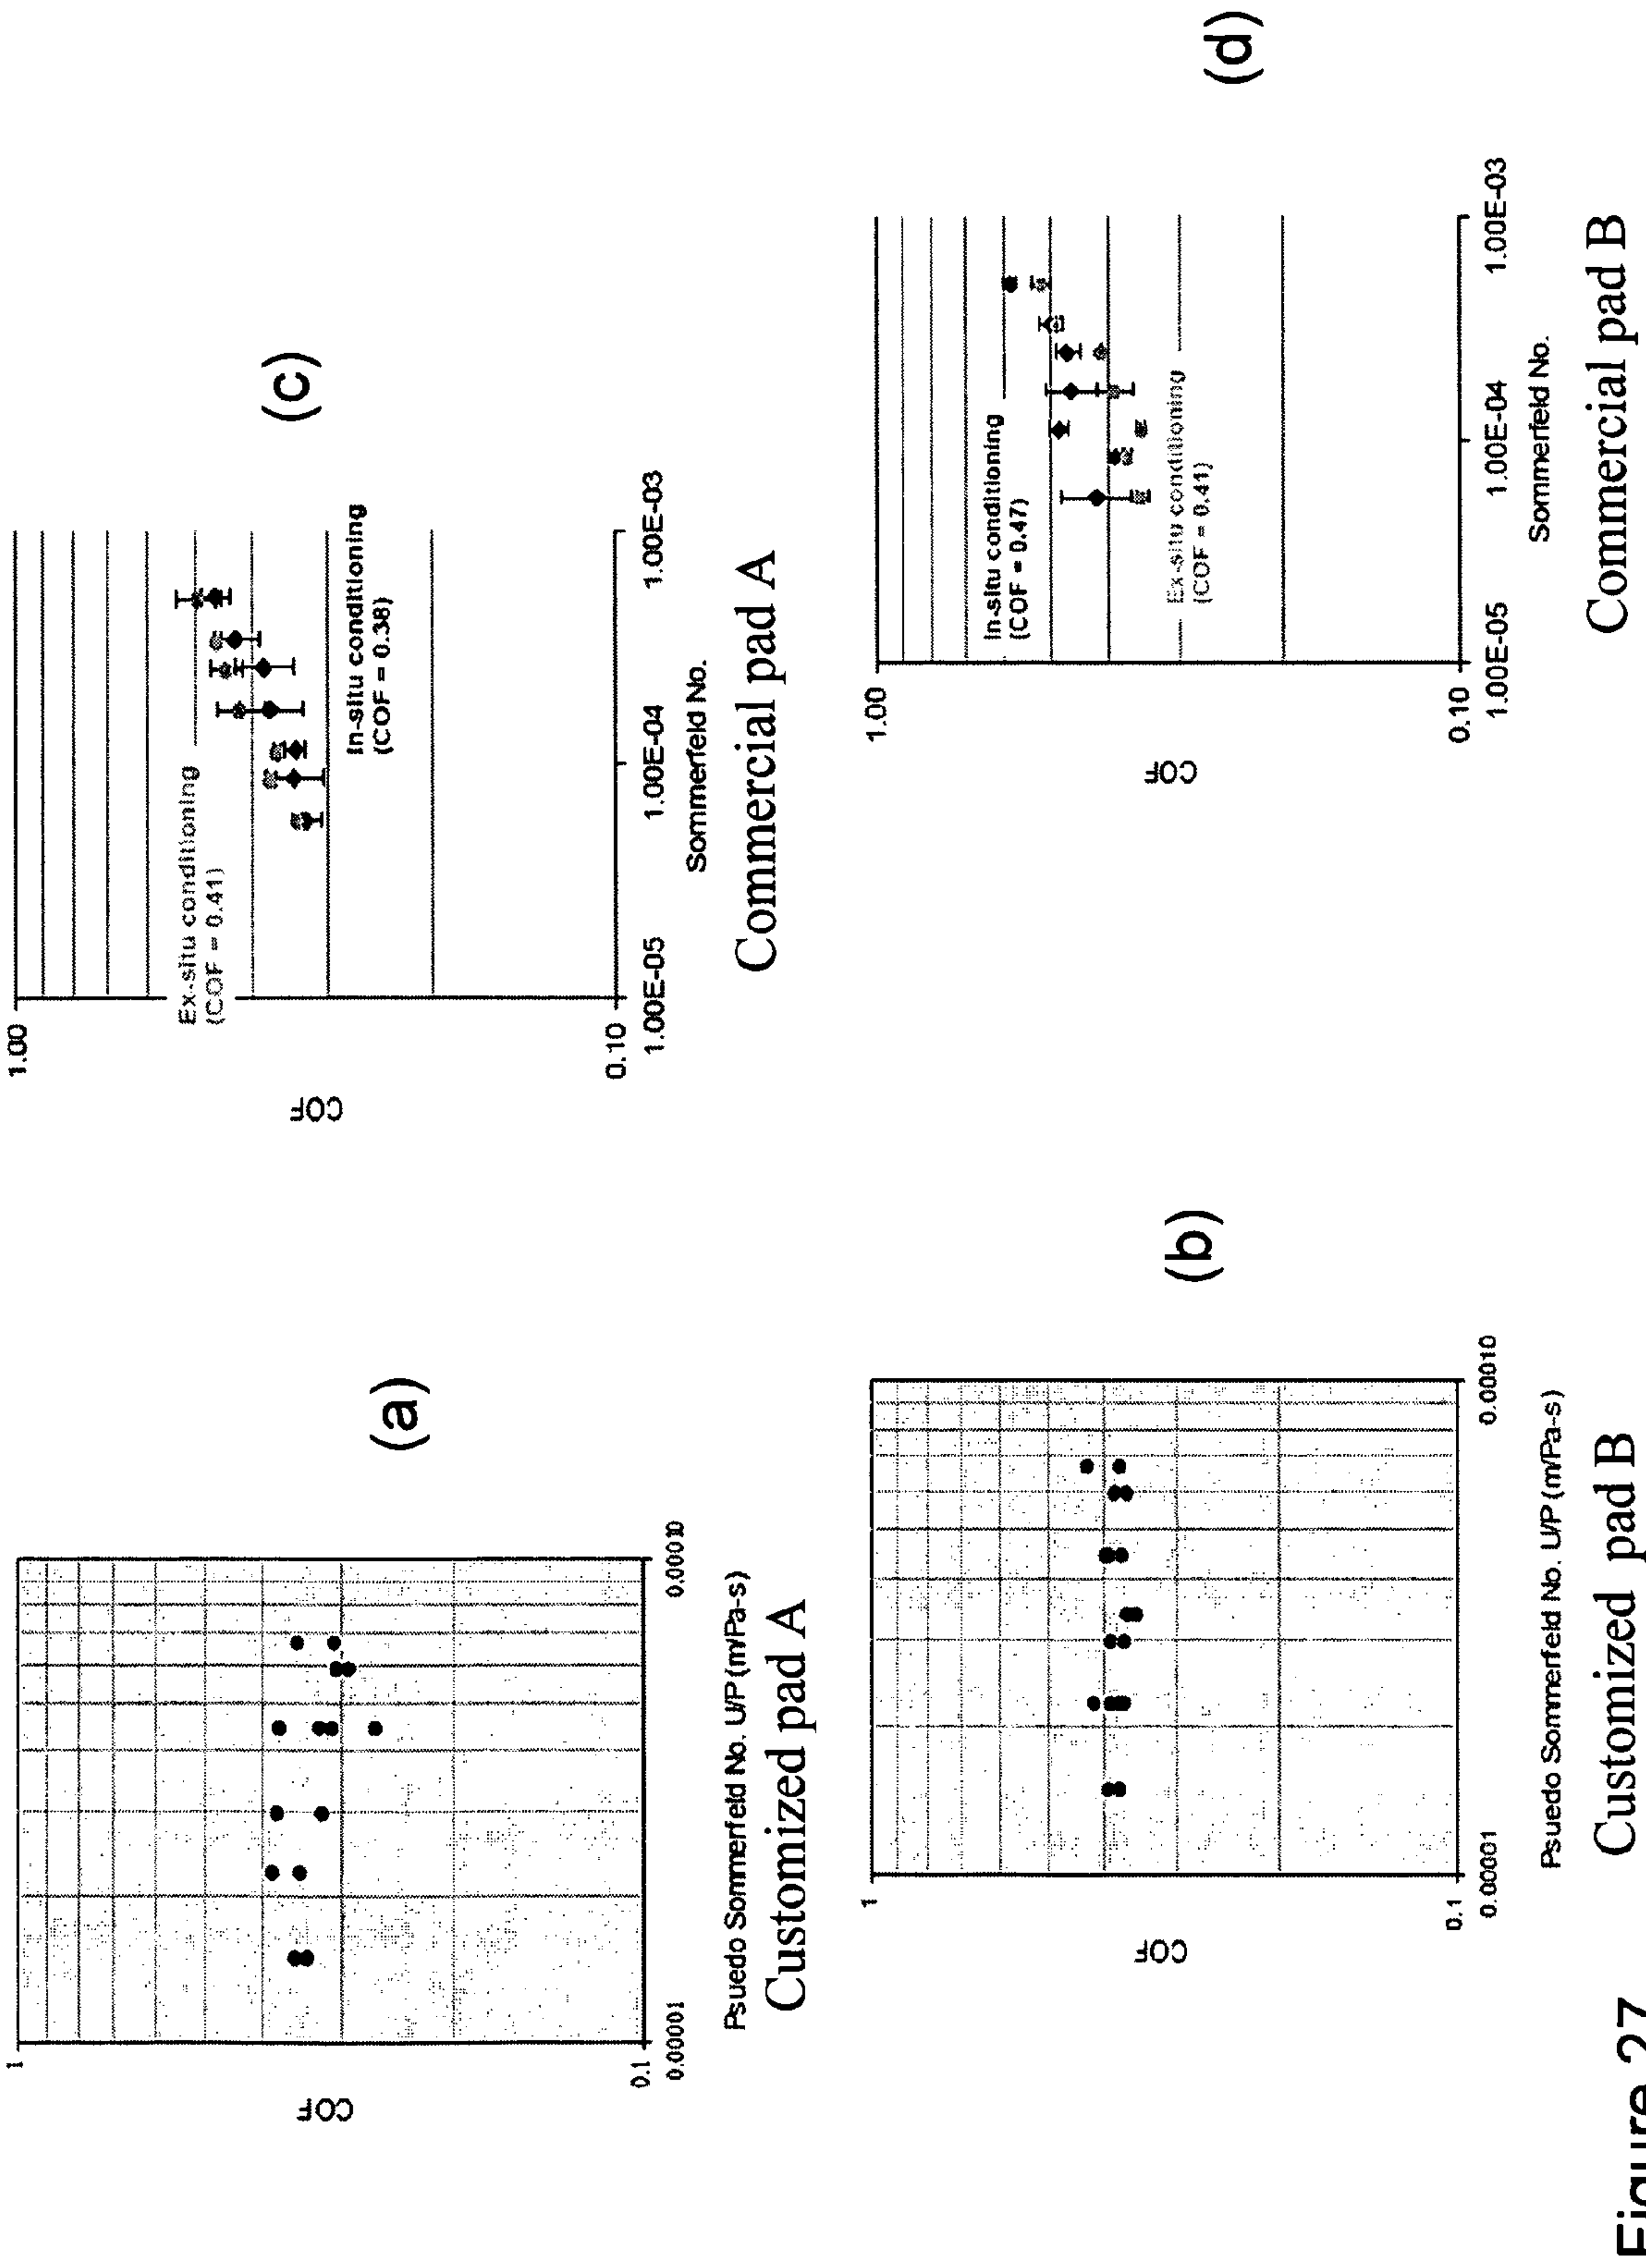 1
COF
0.1
0.00001
0.00010
Psuedo Sommerfeld No. U/P (m/Pa-s)
Customized pad A
(a)
1.00
COF
0.10
1.00E-05
1.00E-04
1.00E-03
Ex-situ conditioning
(COF = 0.41)
In-situ conditioning
(COF = 0.38)
Sommerfeld No.
Commercial pad A
(c)
1
COF
0.1
0.00001
0.00010
Psuedo Sommerfeld No. U/P (m/Pa-s)
Customized pad B
(b)
1.00
COF
0.10
1.00E-05
1.00E-04
1.00E-03
In-situ conditioning
(COF = 0.47)
Ex-situ conditioning
(COF = 0.41)
Sommerfeld No.
Commercial pad B
(d)
Figure 27